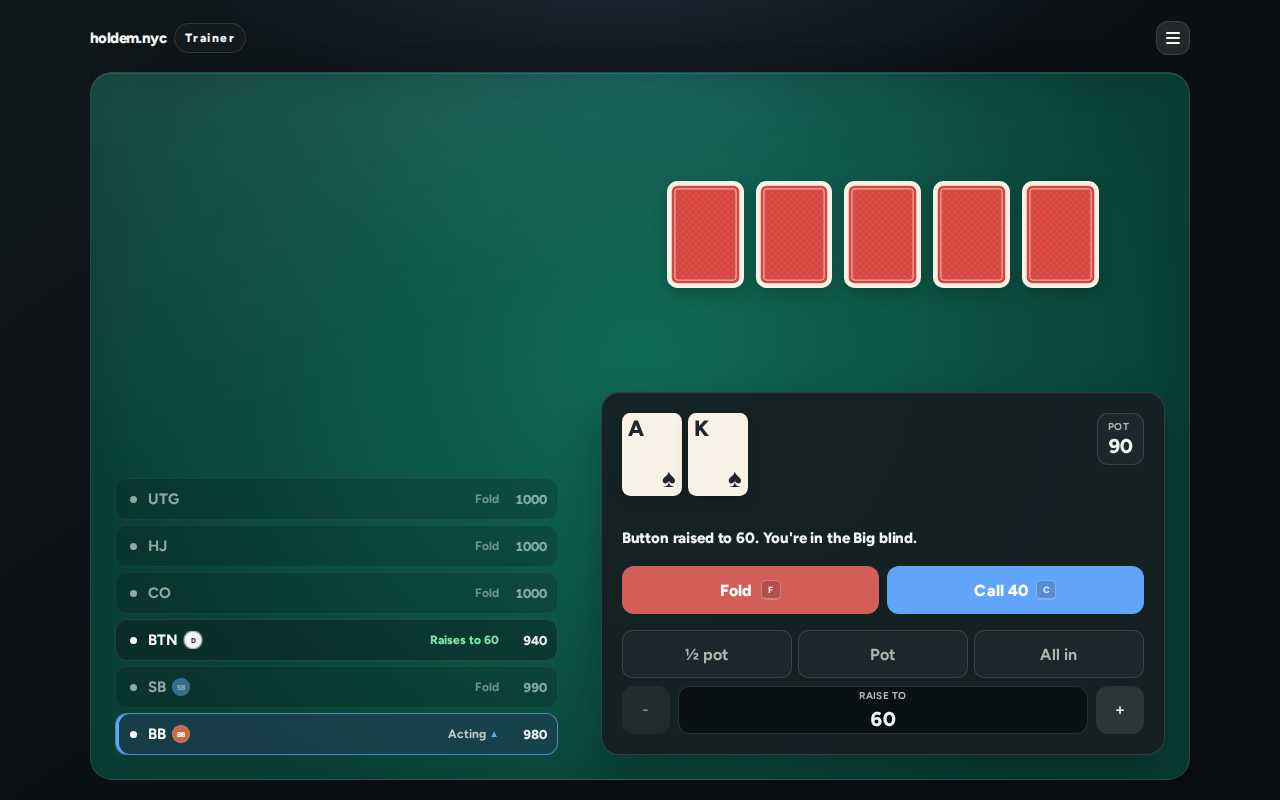 holdem.nyc Trainer
A K
POT
90
UTG Fold 1000
HJ Fold 1000
CO Fold 1000
BTN D Raises to 60 940
SB SB Fold 990
BB BB Acting 980
Button raised to 60. You're in the Big blind.
Fold F Call 40 C
½ pot Pot All in
RAISE TO
- 60 +